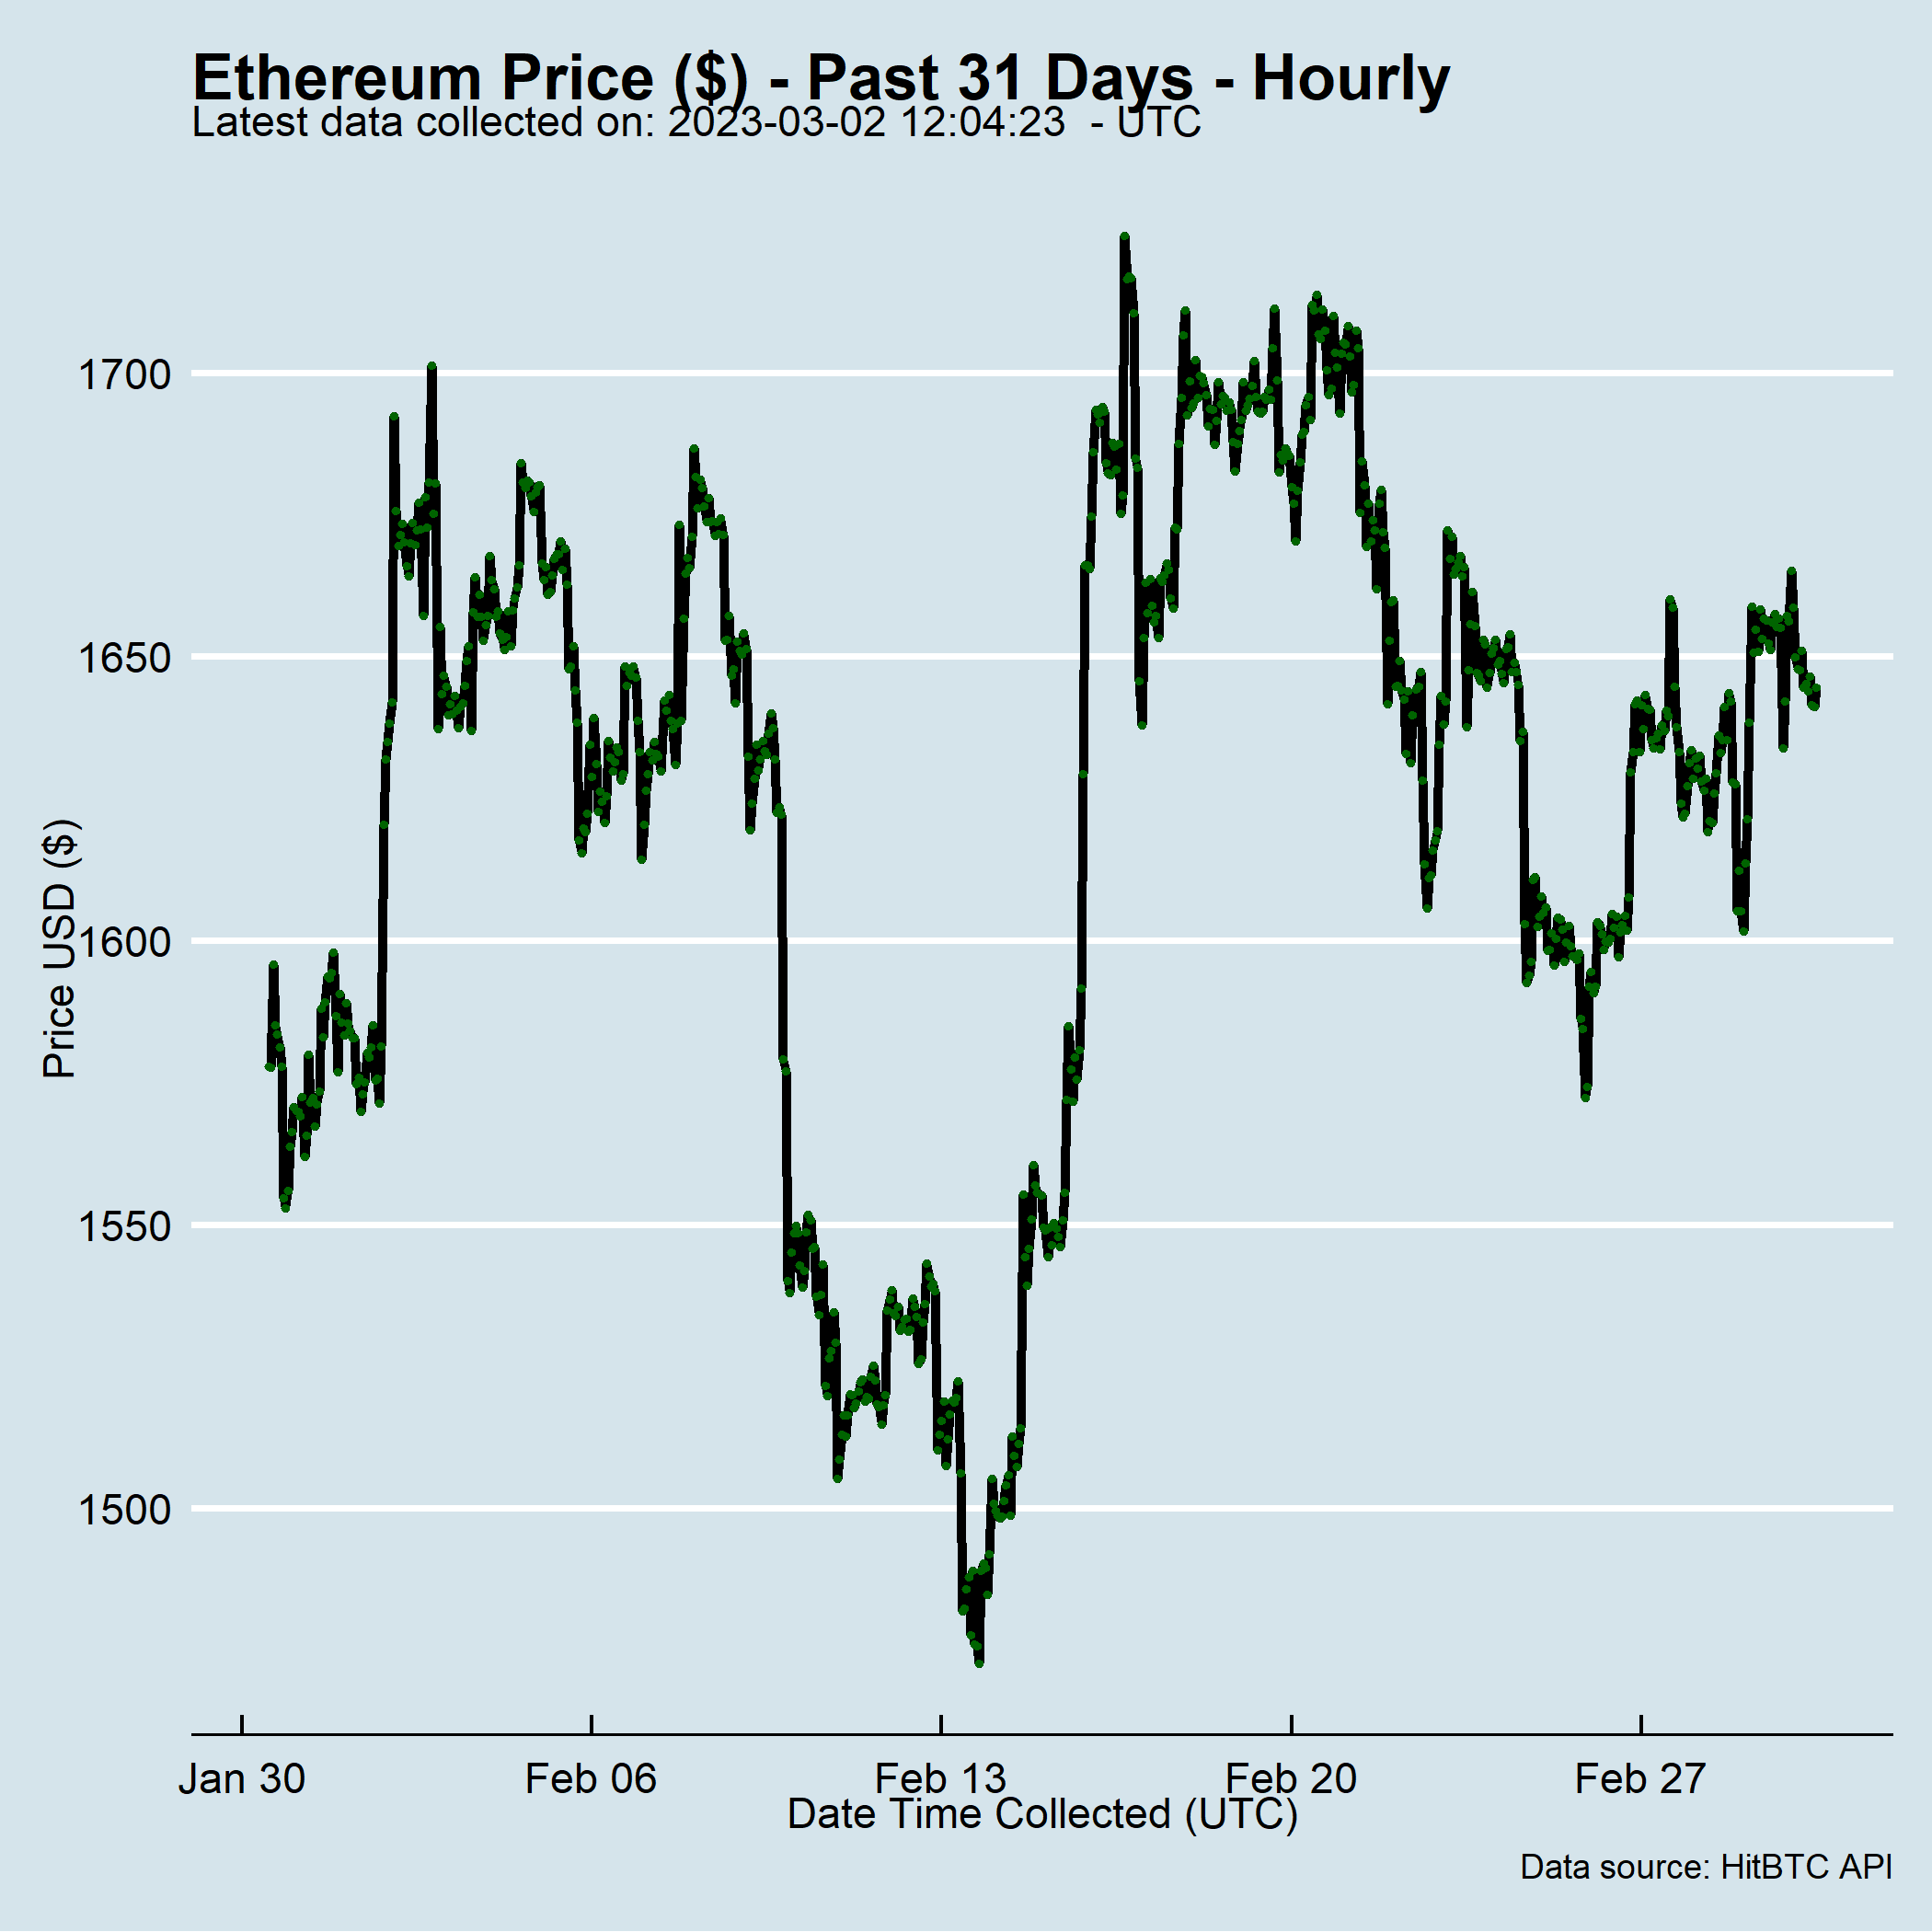 Ethereum Price ($) - Past 31 Days - Hourly
Latest data collected on: 2023-03-02 12:04:23  - UTC
Price USD ($)
1700
1650
1600
1550
1500
Jan 30
Feb 06
Feb 13
Feb 20
Feb 27
Date Time Collected (UTC)
Data source: HitBTC API